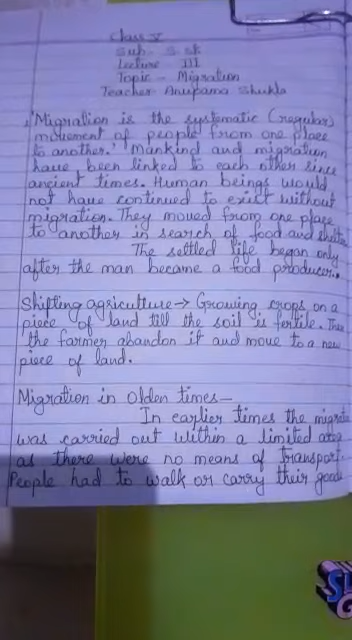 Class V
Sub- S.St
Lecture III
Topic - Migration
Teacher Anupama Shukla
"Migration is the systematic (regular)
movement of people from one place
to another." Mankind and migration
have been linked to each other since
ancient times. Human beings would
not have continued to exist without
migration. They moved from one place
to another in search of food and shelter
The settled life began only
after the man became a food producer.
Shifting agriculture → Growing crops on a
piece of land till the soil is fertile. Then
the farmer abandon it and move to a new
piece of land.
Migration in Olden times—
In earlier times the migrat
was carried out within a limited
as there were no means of transport.
People had to walk or carry their goods